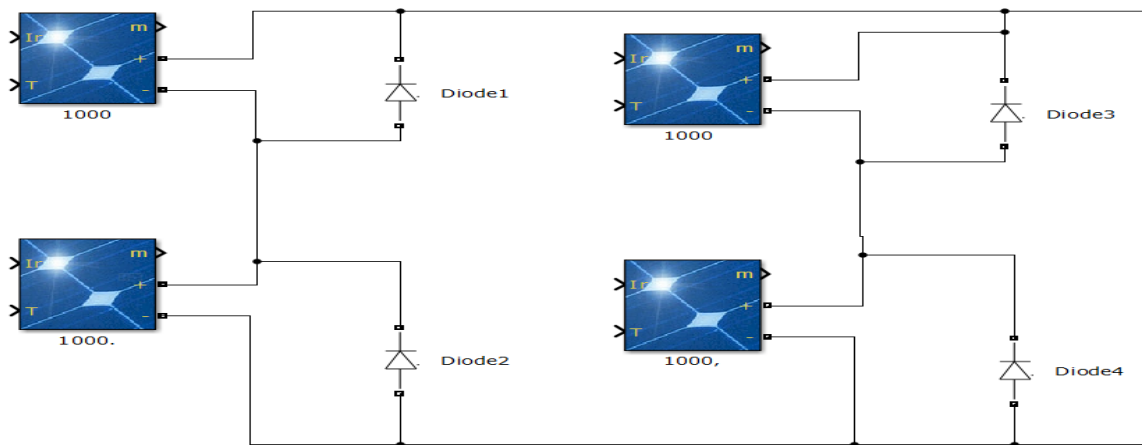 Ir
m
+
T
-
1000
Diode1
Ir
m
+
T
-
1000
Diode3
Ir
m
+
T
-
1000.
Diode2
Ir
m
+
T
-
1000,
Diode4